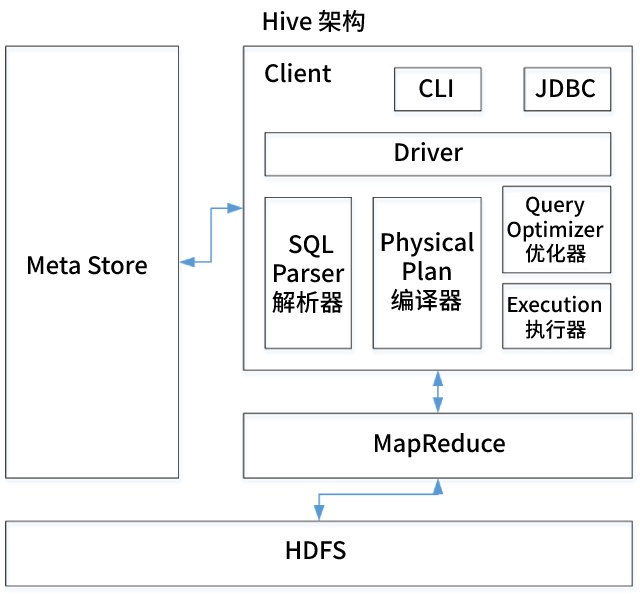 Hive 架构
Client
CLI
JDBC
Driver
Meta Store
SQL
Parser
解析器
Physical
Plan
编译器
Query
Optimizer
优化器
Execution
执行器
MapReduce
HDFS